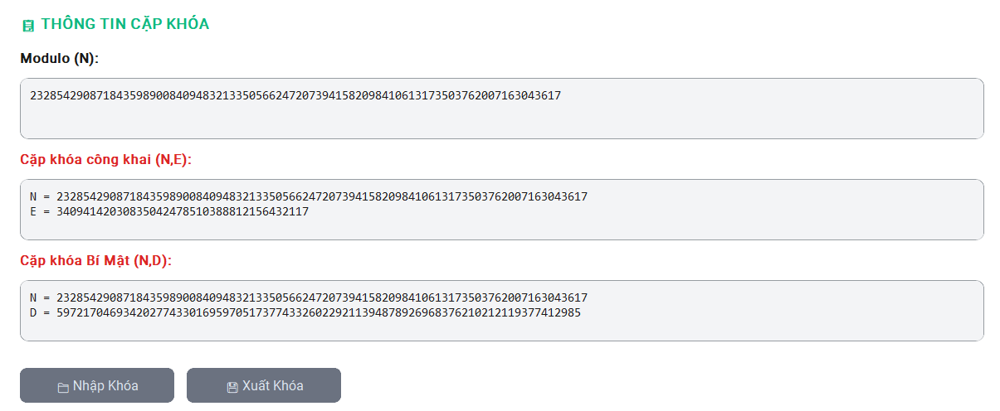 THÔNG TIN CẶP KHÓA
Modulo (N):
23285429087184359890084094832133505662472073941582098410613173503762007163043617
Cặp khóa công khai (N,E):
N = 23285429087184359890084094832133505662472073941582098410613173503762007163043617
E = 34094142030835042478510388812156432117
Cặp khóa Bí Mật (N,D):
N = 23285429087184359890084094832133505662472073941582098410613173503762007163043617
D = 5972170469342027743301695970517377433260229211394878926968376210212119377412985
Nhập Khóa
Xuất Khóa